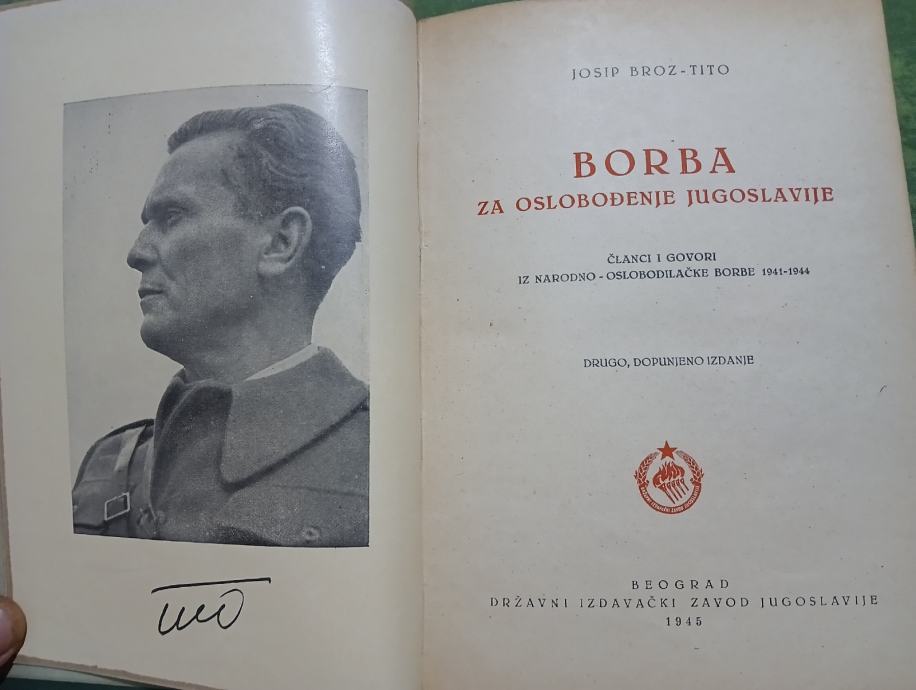 Tito
JOSIP BROZ-TITO
BORBA
ZA OSLOBOĐENJE JUGOSLAVIJE
ČLANCI I GOVORI
IZ NARODNO-OSLOBODILAČKE BORBE 1941-1944
DRUGO, DOPUNJENO IZDANJE
BEOGRAD
DRŽAVNI IZDAVAČKI ZAVOD JUGOSLAVIJE
1945